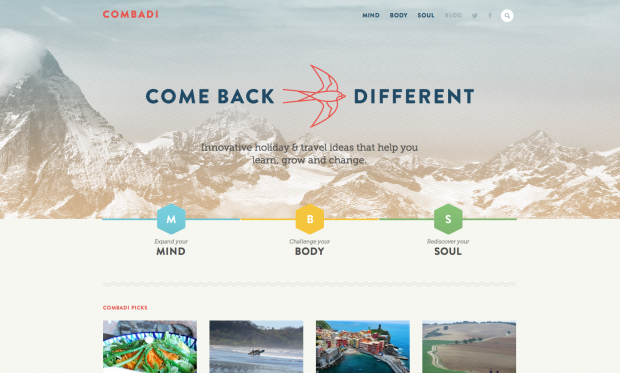 COMBADI
MIND BODY SOUL BLOG
COME BACK DIFFERENT
Innovative holiday & travel ideas that help you
learn, grow and change.
M B S
Expand your Challenge your Rediscover your
MIND BODY SOUL
COMBADI PICKS